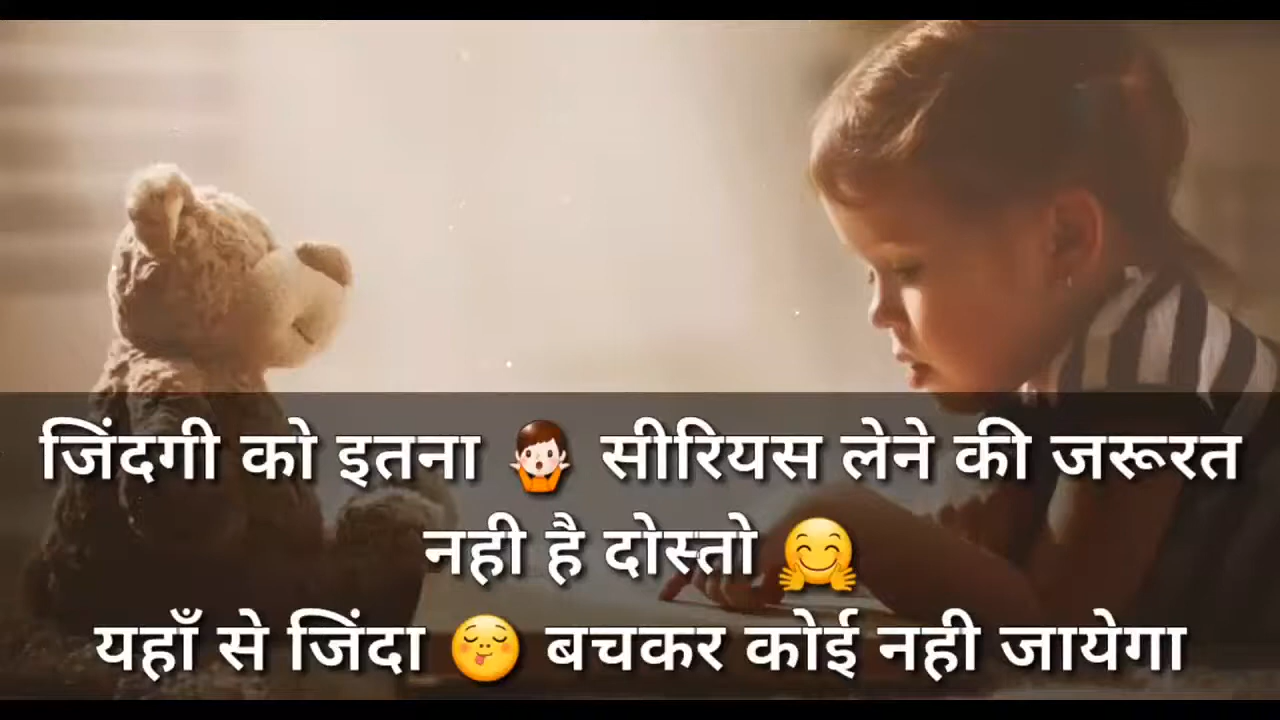 जिंदगी को इतना 🤷 सीरियस लेने की जरूरत
नही है दोस्तो 🤗
यहाँ से जिंदा 😋 बचकर कोई नही जायेगा